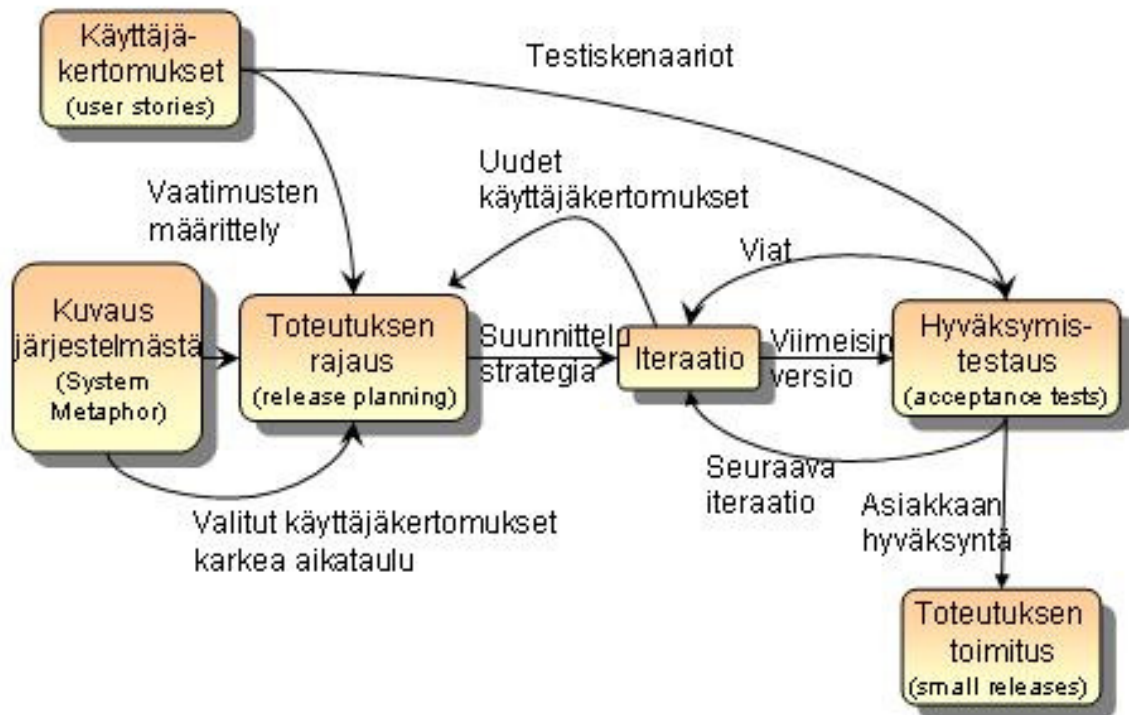 Käyttäjä-
kertomukset
(user stories)
Testiskenaariot
Uudet
käyttäjäkertomukset
Vaatimusten
määrittely
Viat
Kuvaus
järjestelmästä
(System
Metaphor)
Toteutuksen
rajaus
(release planning)
Suunnittelu
strategia
Iteraatio
Viimeisin
versio
Hyväksymis-
testaus
(acceptance tests)
Seuraava
iteraatio
Valitut käyttäjäkertomukset
karkea aikataulu
Asiakkaan
hyväksyntä
Toteutuksen
toimitus
(small releases)